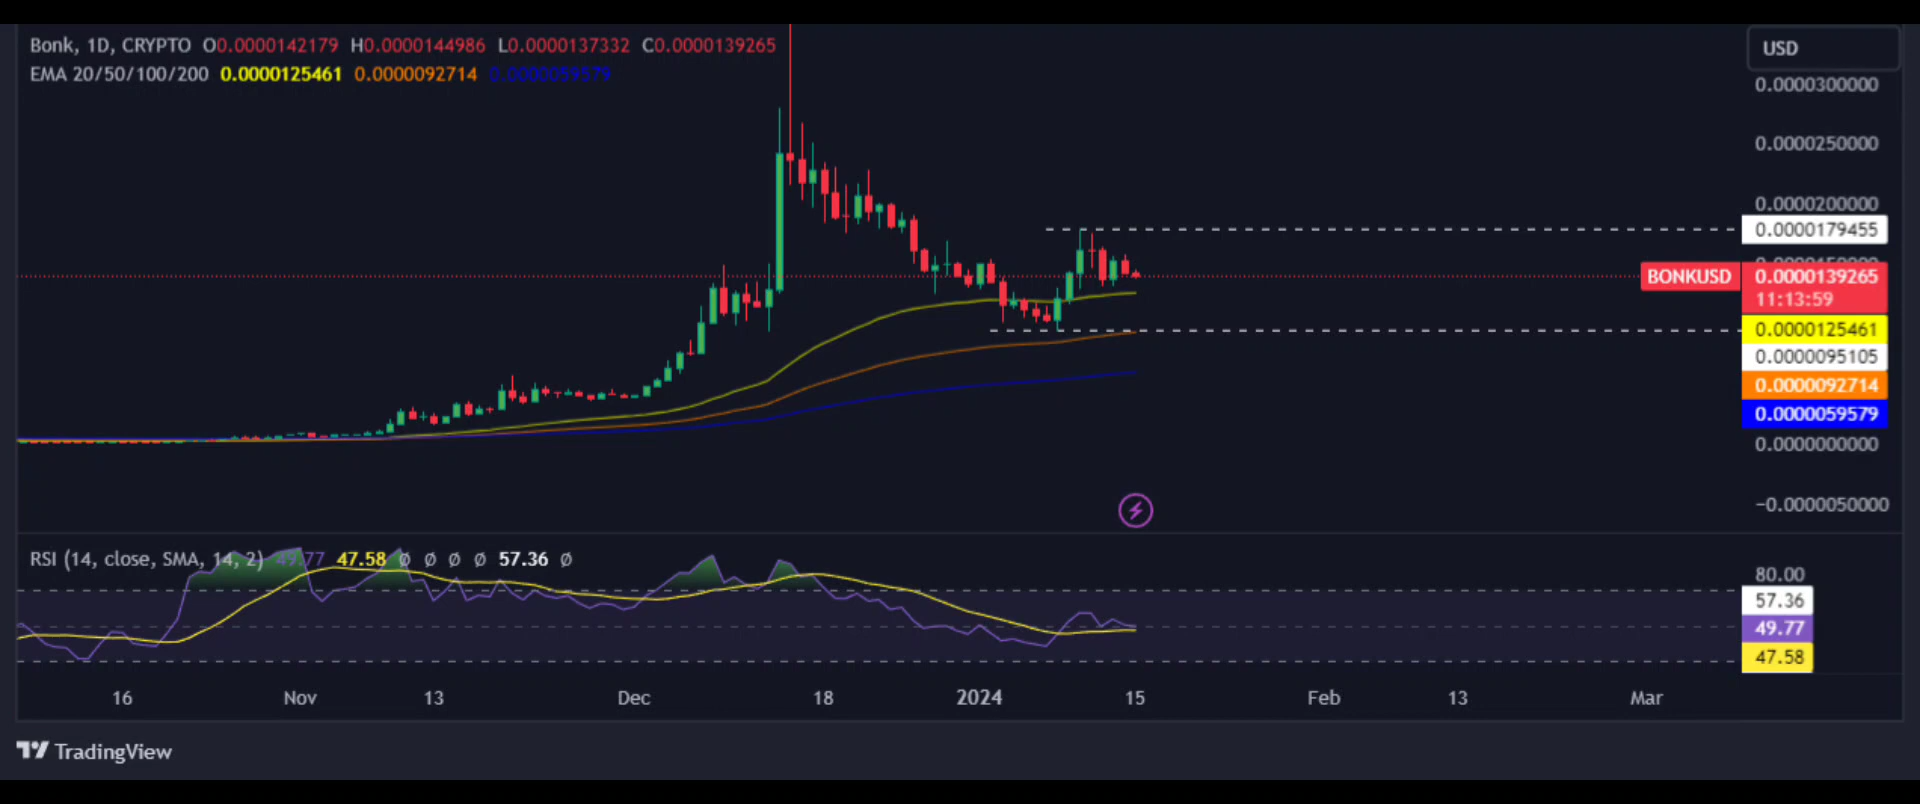 Bonk, 1D, CRYPTO O0.0000142179 H0.0000144986 L0.0000137332 C0.0000139265
EMA 20/50/100/200 0.0000125461 0.0000092714 0.0000059579
USD
0.0000300000
0.0000250000
0.0000200000
0.0000179455
BONKUSD 0.0000139265
11:13:59
0.0000125461
0.0000095105
0.0000092714
0.0000059579
0.0000000000
−0.0000050000
RSI (14, close, SMA, 14, 2) 49.77 47.58 Ø Ø Ø Ø 57.36 Ø
80.00
57.36
49.77
47.58
16 Nov 13 Dec 18 2024 15 Feb 13 Mar
TradingView